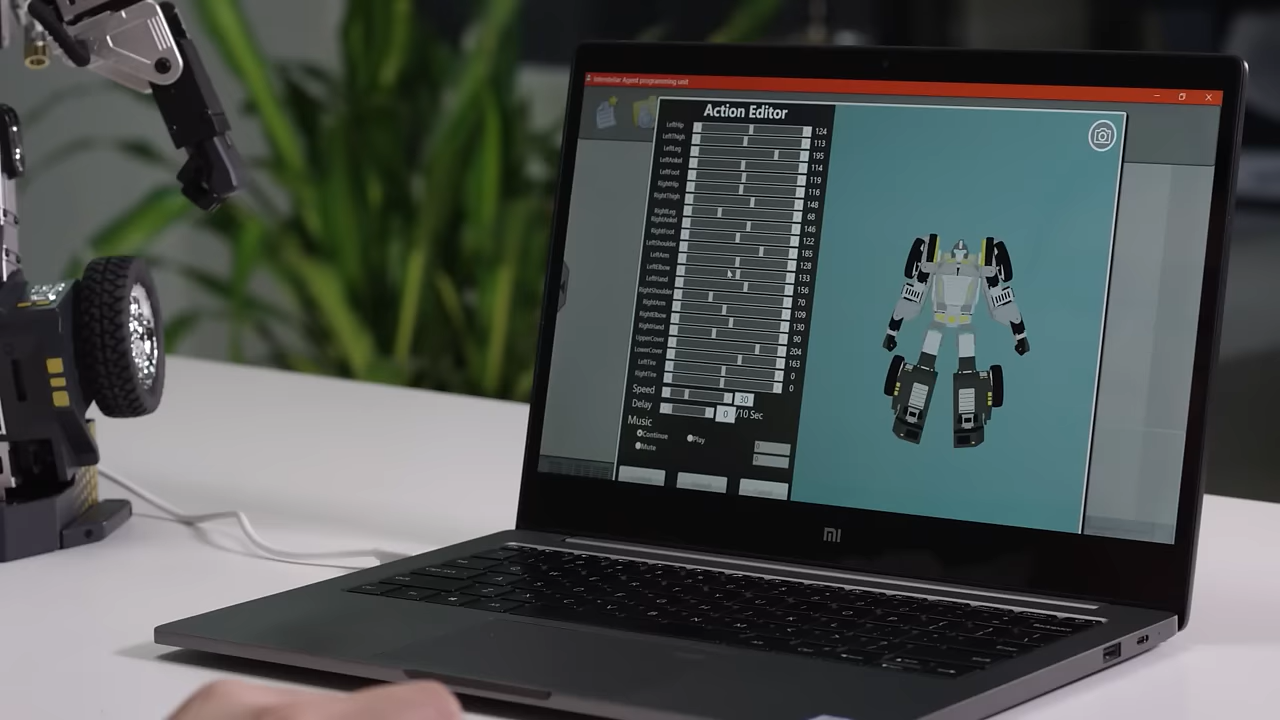 Interstellar Agent programming unit
Action Editor
LeftHip 124
LeftThigh 113
LeftLeg 195
LeftAnkel 114
LeftFoot 119
RightHip 116
RightThigh 148
RightLeg 68
RightAnkel 146
RightFoot 122
LeftShoulder 185
LeftArm 128
LeftElbow 133
LeftHand 156
RightShoulder 70
RightArm 109
RightElbow 130
RightHand 90
UpperCover 204
LowerCover 163
LeftTire 0
RightTire 0
Speed 30
Delay 0 /10 Sec
Music
Continue Play
Mute
0
0
mi